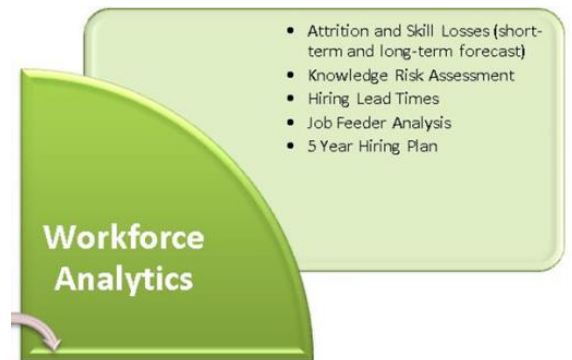 • Attrition and Skill Losses (short-
term and long-term forecast)
• Knowledge Risk Assessment
• Hiring Lead Times
• Job Feeder Analysis
• 5 Year Hiring Plan
Workforce
Analytics